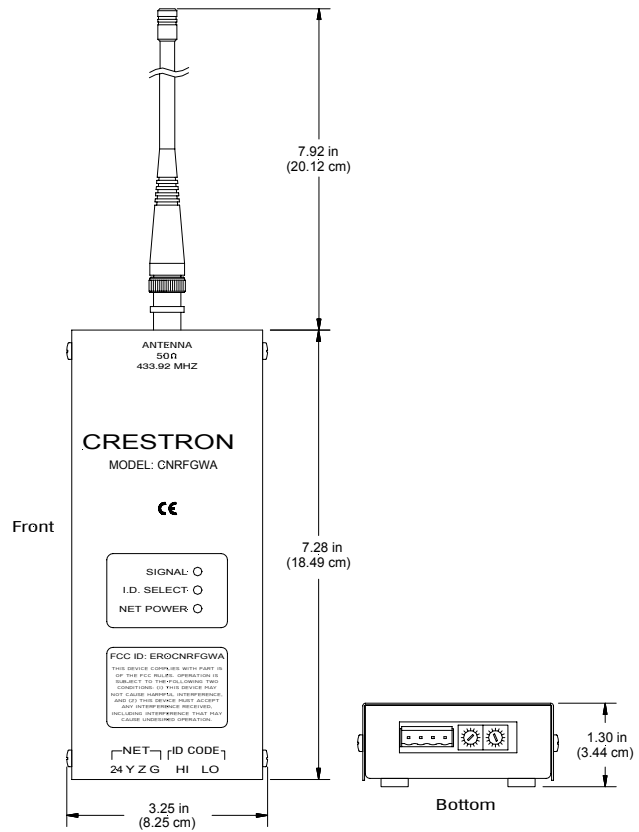 7.92 in
(20.12 cm)
ANTENNA
50Ω
433.92 MHZ
CRESTRON
MODEL: CNRFGWA
CE
Front
7.28 in
(18.49 cm)
SIGNAL
I.D. SELECT
NET POWER
FCC ID: EROCNRFGWA
THIS DEVICE COMPLIES WITH PART IS
OF THE FCC RULES. OPERATION IS
SUBJECT TO THE FOLLOWING TWO
CONDITIONS: (1) THIS DEVICE MAY
NOT CAUSE HARMFUL INTERFERENCE,
AND (2) THIS DEVICE MUST ACCEPT
ANY INTERFERENCE RECEIVED,
INCLUDING INTERFERENCE THAT MAY
CAUSE UNDESIRED OPERATION.
NET ID CODE
24 Y Z G HI LO
3.25 in
(8.25 cm)
1.30 in
(3.44 cm)
Bottom